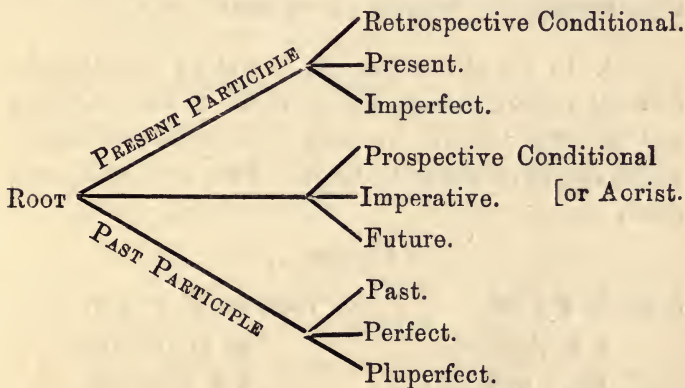 Retrospective Conditional.
Present.
Imperfect.
PRESENT PARTICIPLE
Prospective Conditional
ROOT
Imperative. [or Aorist.
Future.
PAST PARTICIPLE
Past.
Perfect.
Pluperfect.